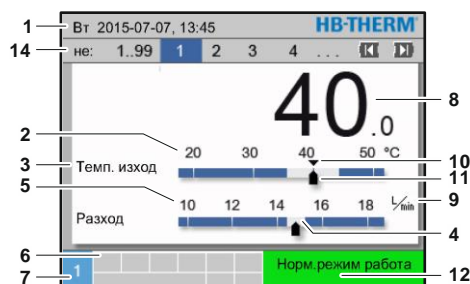 1 Вт 2015-07-07, 13:45 HB-THERM®
14 не: 1..99 1 2 3 4 ...
40.0 8
2 20 30 40 50 °C 10
3 Темп. изход 11
5 10 12 14 16 18 L/min 9
Разход 4
6
7 1 Норм.режим работа 12